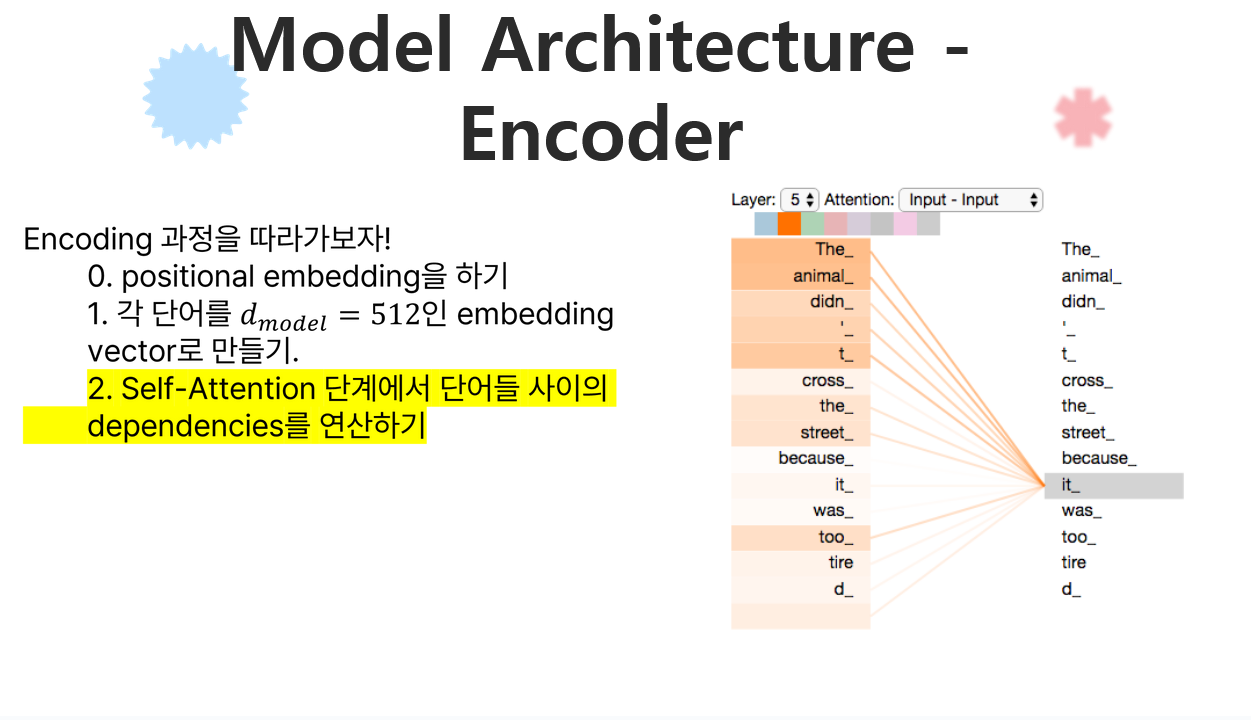 Model Architecture -
Encoder
Encoding 과정을 따라가보자!
0. positional embedding을 하기
1. 각 단어를 d_model = 512인 embedding
vector로 만들기.
2. Self-Attention 단계에서 단어들 사이의
dependencies를 연산하기
Layer: 5 Attention: Input - Input
The_ The_
animal_ animal_
didn_ didn_
'_ '_
t_ t_
cross_ cross_
the_ the_
street_ street_
because_ because_
it_ it_
was_ was_
too_ too_
tire tire
d_ d_